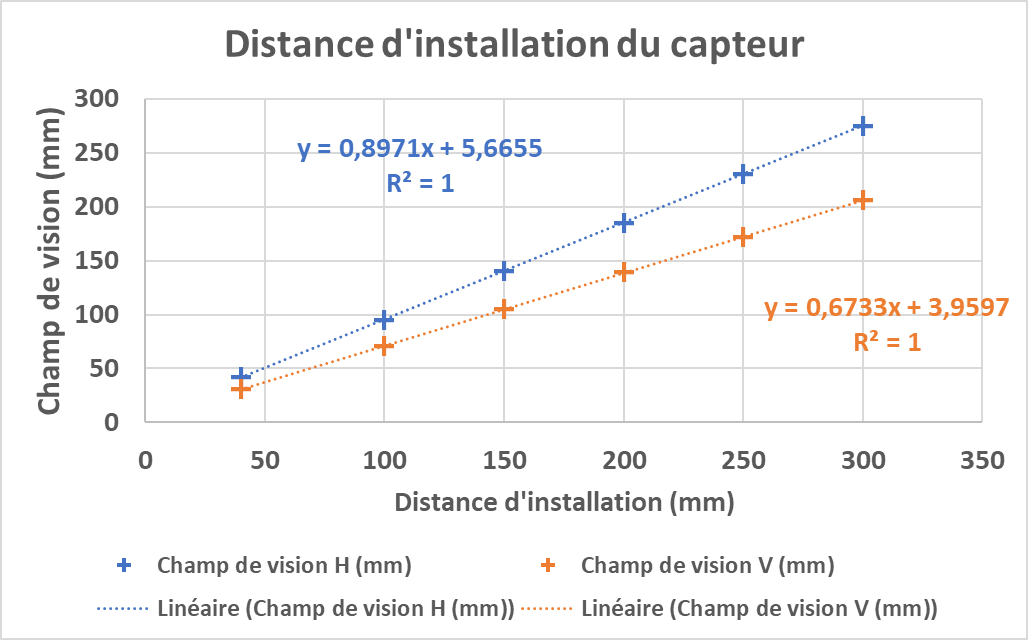 Distance d'installation du capteur
Champ de vision (mm)
300
250
200
150
100
50
0
y = 0,8971x + 5,6655
R² = 1
y = 0,6733x + 3,9597
R² = 1
0 50 100 150 200 250 300 350
Distance d'installation (mm)
Champ de vision H (mm) Champ de vision V (mm)
Linéaire (Champ de vision H (mm)) Linéaire (Champ de vision V (mm))